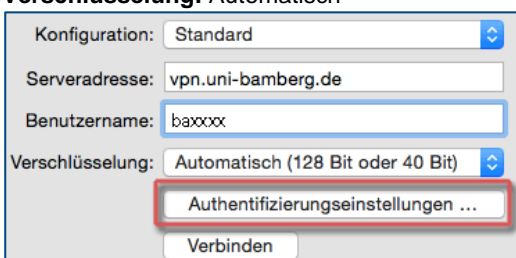 Verschlüsselung: Automatisch
Konfiguration: Standard
Serveradresse: vpn.uni-bamberg.de
Benutzername: baxxxx
Verschlüsselung: Automatisch (128 Bit oder 40 Bit)
Authentifizierungseinstellungen ...
Verbinden